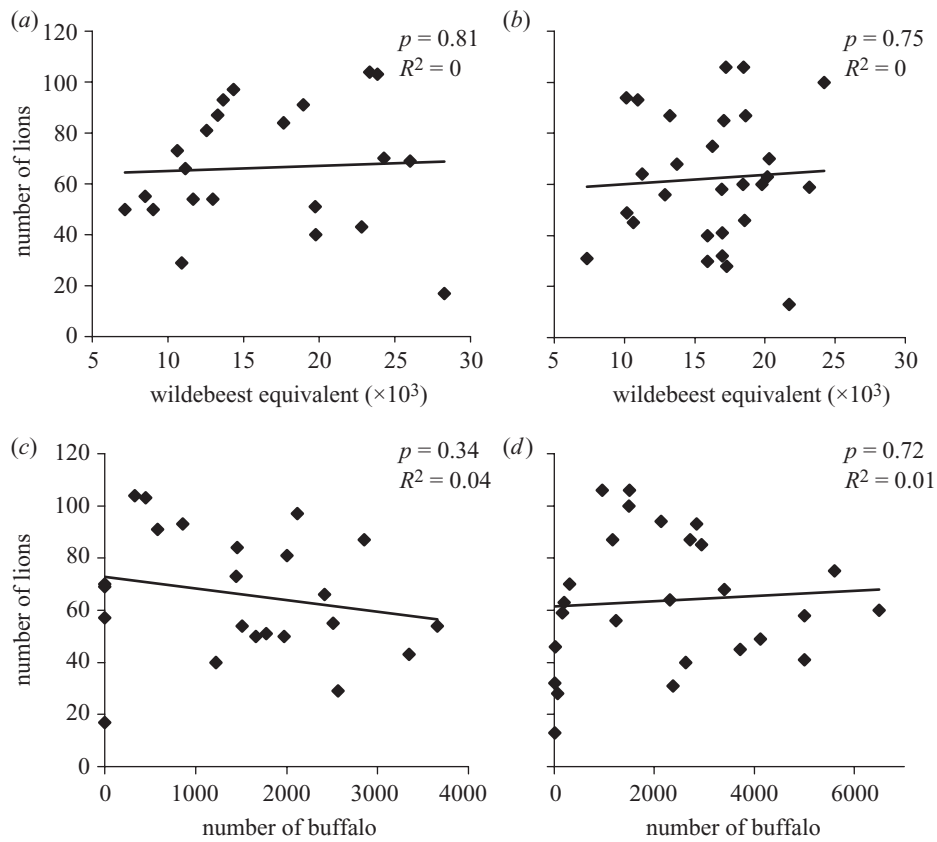 (a)
120
100
80
60
40
20
0
number of lions
p = 0.81
R² = 0
5 10 15 20 25 30
wildebeest equivalent (×10³)
(b)
p = 0.75
R² = 0
5 10 15 20 25 30
wildebeest equivalent (×10³)
(c)
120
100
80
60
40
20
0
number of lions
p = 0.34
R² = 0.04
0 1000 2000 3000 4000
number of buffalo
(d)
p = 0.72
R² = 0.01
0 2000 4000 6000
number of buffalo